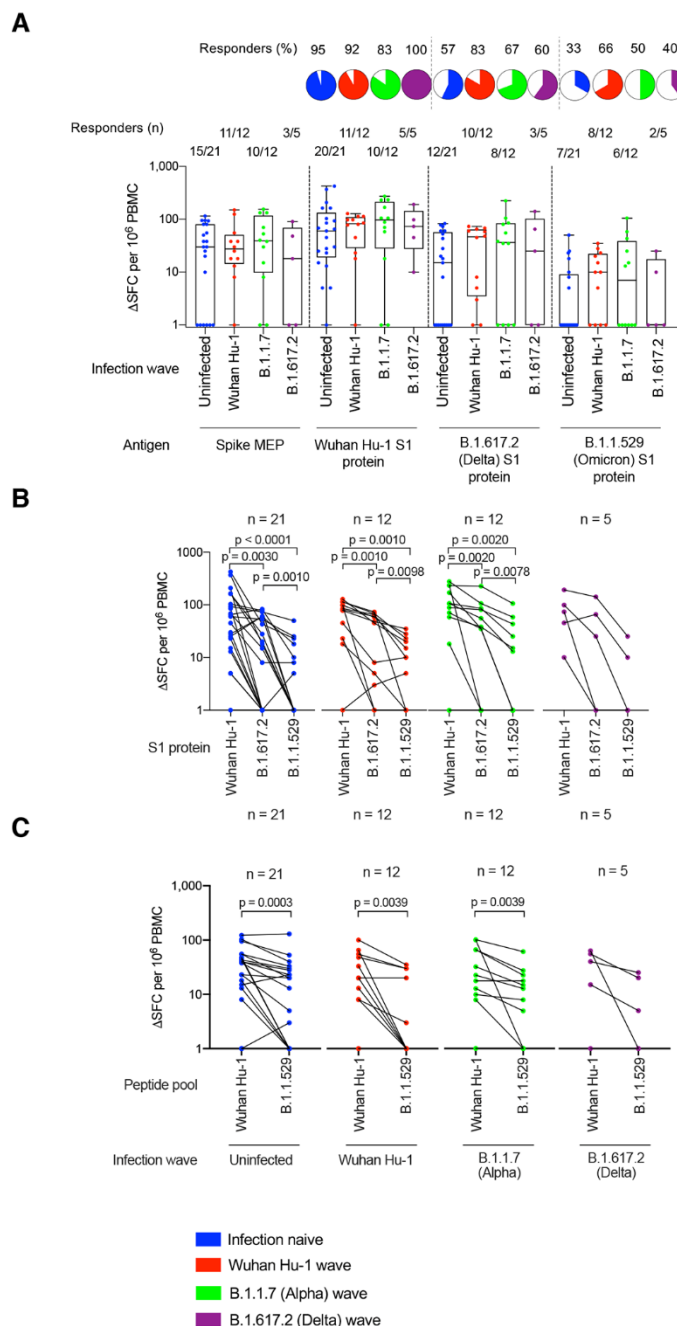 A
Responders (%)
95 92 83 100 57 83 67 60 33 66 50 40
Responders (n)
11/12 3/5 11/12 5/5 10/12 3/5 8/12 2/5
15/21 10/12 20/21 10/12 12/21 8/12 7/21 6/12
ΔSFC per 10⁶ PBMC
1,000
100
10
1
Infection wave
Uninfected Wuhan Hu-1 B.1.1.7 B.1.617.2 Uninfected Wuhan Hu-1 B.1.1.7 B.1.617.2 Uninfected Wuhan Hu-1 B.1.1.7 B.1.617.2 Uninfected Wuhan Hu-1 B.1.1.7 B.1.617.2
Antigen
Spike MEP
Wuhan Hu-1 S1
protein
B.1.617.2
(Delta) S1
protein
B.1.1.529
(Omicron) S1
protein
B
n = 21 n = 12 n = 12 n = 5
p < 0.0001 p = 0.0010 p = 0.0020
p = 0.0030 p = 0.0010 p = 0.0020
p = 0.0010 p = 0.0098 p = 0.0078
ΔSFC per 10⁶ PBMC
1000
100
10
1
S1 protein
Wuhan Hu-1 B.1.617.2 B.1.1.529 Wuhan Hu-1 B.1.617.2 B.1.1.529 Wuhan Hu-1 B.1.617.2 B.1.1.529 Wuhan Hu-1 B.1.617.2 B.1.1.529
n = 21 n = 12 n = 12 n = 5
C
n = 21 n = 12 n = 12 n = 5
p = 0.0003 p = 0.0039 p = 0.0039
ΔSFC per 10⁶ PBMC
1,000
100
10
1
Peptide pool
Wuhan Hu-1 B.1.1.529 Wuhan Hu-1 B.1.1.529 Wuhan Hu-1 B.1.1.529 Wuhan Hu-1 B.1.1.529
Infection wave
Uninfected
Wuhan Hu-1
B.1.1.7
(Alpha)
B.1.617.2
(Delta)
Infection naive
Wuhan Hu-1 wave
B.1.1.7 (Alpha) wave
B.1.617.2 (Delta) wave